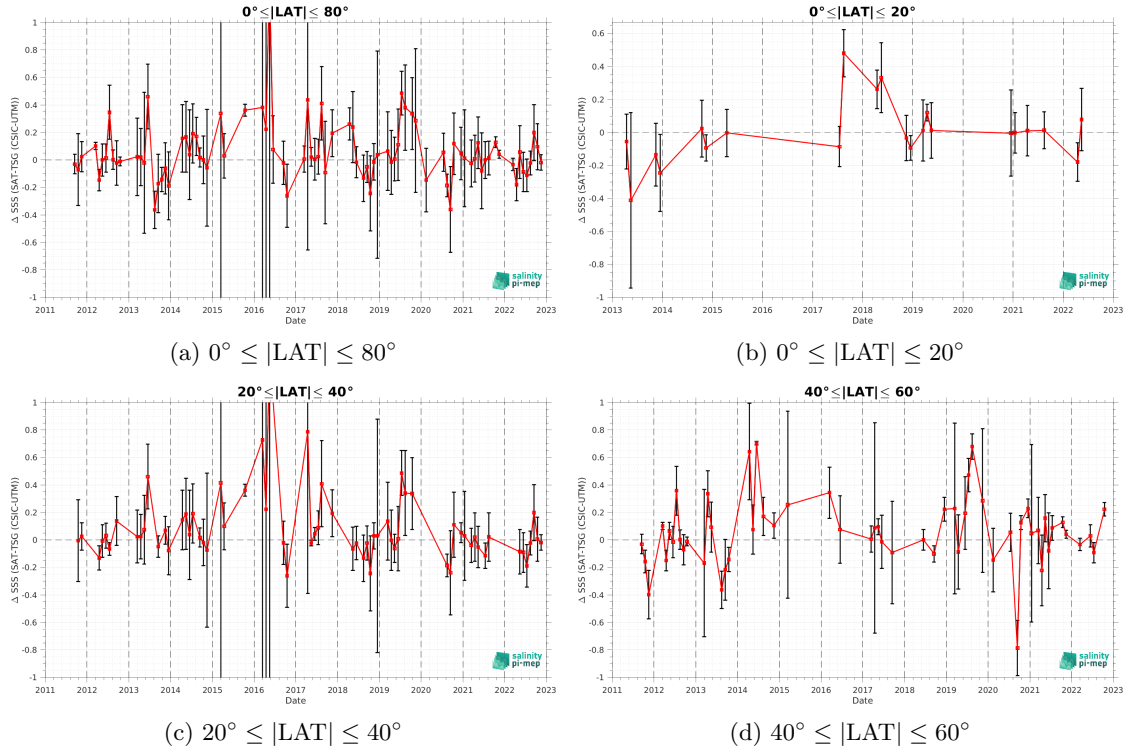 0°≤|LAT|≤ 80°
Δ SSS (SAT-TSG (CSIC-UTM))
1
0.8
0.6
0.4
0.2
0
-0.2
-0.4
-0.6
-0.8
-1
salinity
pi-mep
2011 2012 2013 2014 2015 2016 2017 2018 2019 2020 2021 2022 2023
Date
(a) 0° ≤ |LAT| ≤ 80°
0°≤|LAT|≤ 20°
Δ SSS (SAT-TSG (CSIC-UTM))
0.6
0.4
0.2
0
-0.2
-0.4
-0.6
-0.8
-1
salinity
pi-mep
2013 2014 2015 2016 2017 2018 2019 2020 2021 2022 2023
Date
(b) 0° ≤ |LAT| ≤ 20°
20°≤|LAT|≤ 40°
Δ SSS (SAT-TSG (CSIC-UTM))
1
0.8
0.6
0.4
0.2
0
-0.2
-0.4
-0.6
-0.8
-1
salinity
pi-mep
2011 2012 2013 2014 2015 2016 2017 2018 2019 2020 2021 2022 2023
Date
(c) 20° ≤ |LAT| ≤ 40°
40°≤|LAT|≤ 60°
Δ SSS (SAT-TSG (CSIC-UTM))
1
0.8
0.6
0.4
0.2
0
-0.2
-0.4
-0.6
-0.8
-1
salinity
pi-mep
2011 2012 2013 2014 2015 2016 2017 2018 2019 2020 2021 2022 2023
Date
(d) 40° ≤ |LAT| ≤ 60°